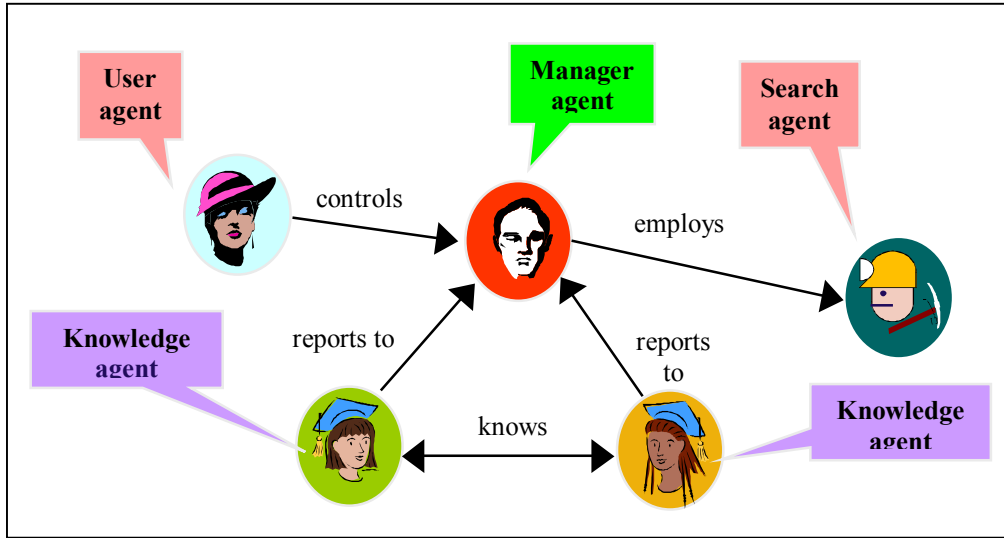 User
agent
Manager
agent
Search
agent
controls
employs
Knowledge
agent
reports to
reports
to
knows
Knowledge
agent